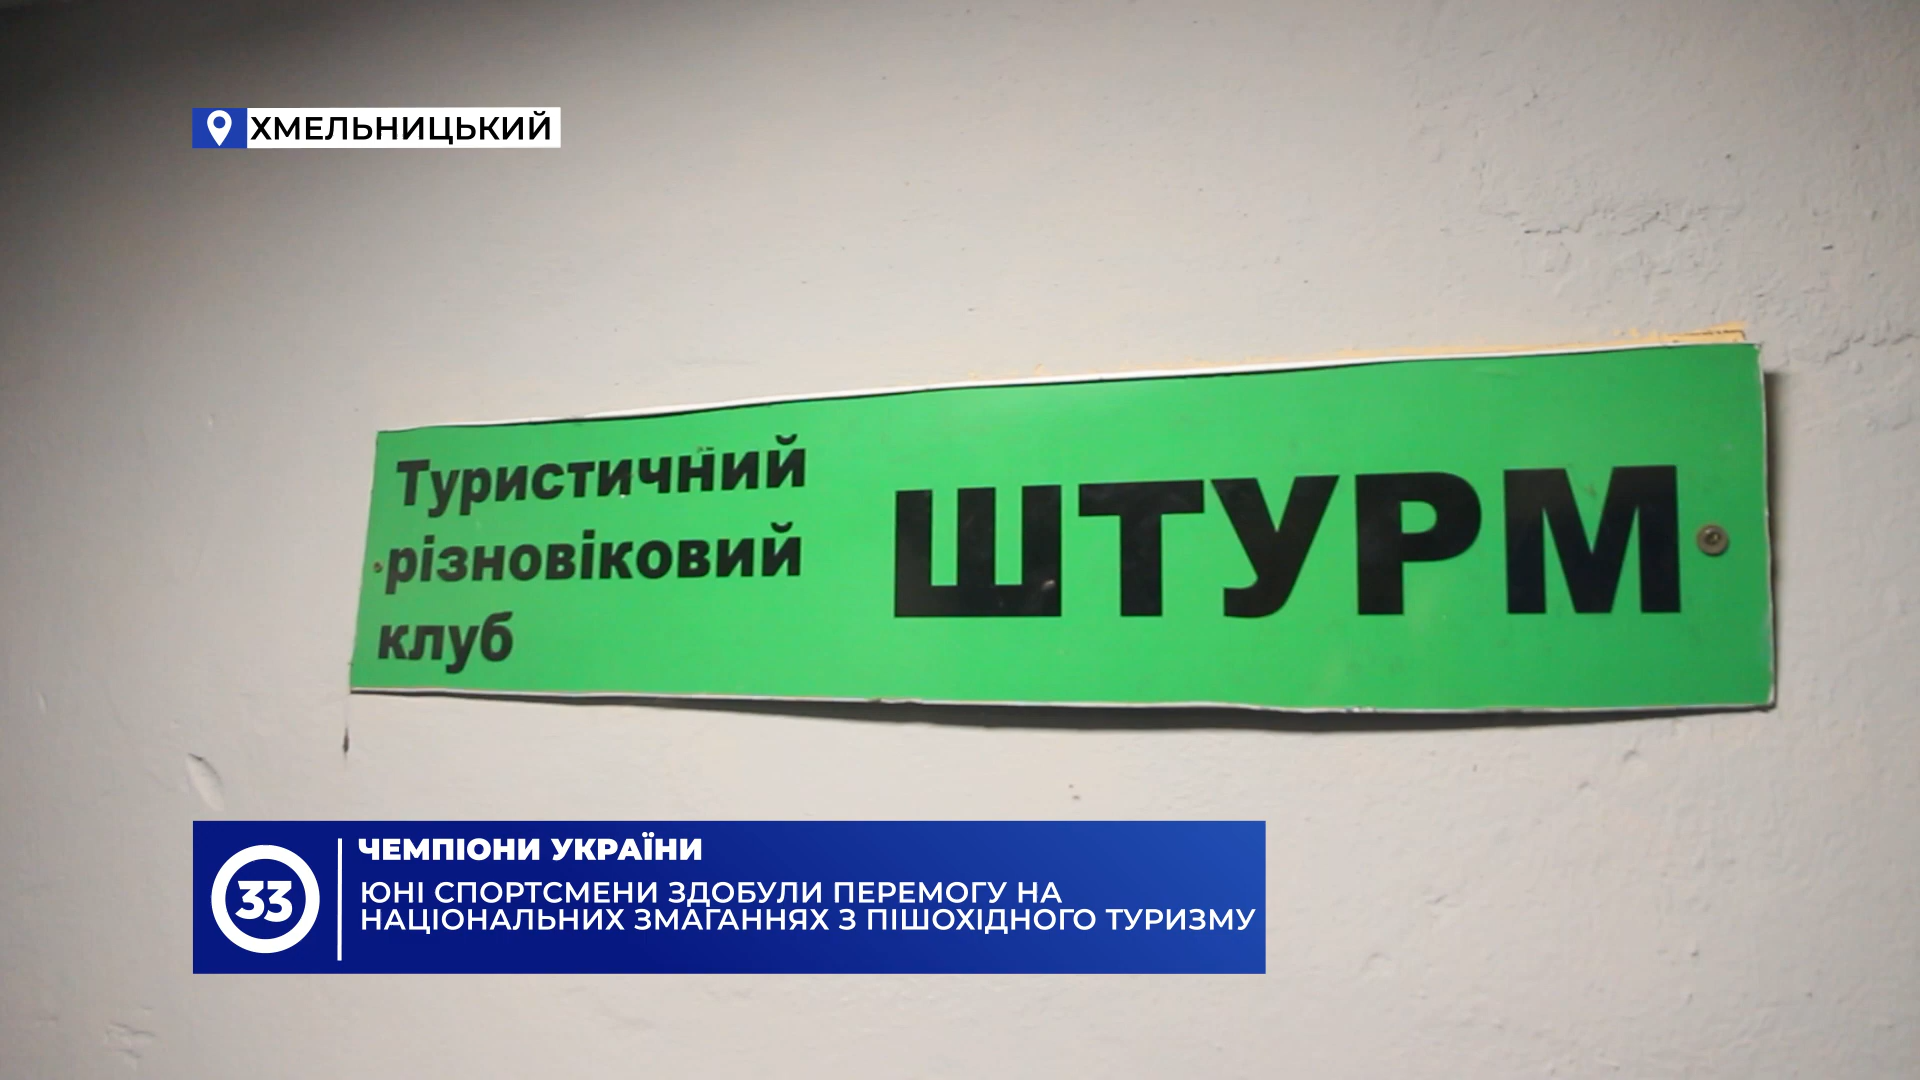 ХМЕЛЬНИЦЬКИЙ
Туристичний
різновіковий
клуб
ШТУРМ
33
ЧЕМПІОНИ УКРАЇНИ
ЮНІ СПОРТСМЕНИ ЗДОБУЛИ ПЕРЕМОГУ НА
НАЦІОНАЛЬНИХ ЗМАГАННЯХ З ПІШОХІДНОГО ТУРИЗМУ